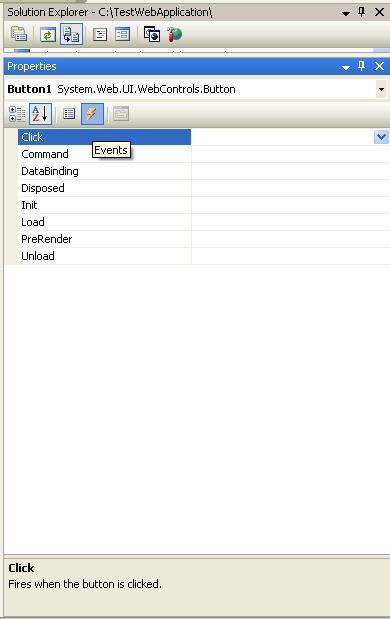 Solution Explorer - C:\TestWebApplication\
Properties
Button1 System.Web.UI.WebControls.Button
Click
Command
Events
DataBinding
Disposed
Init
Load
PreRender
Unload
Click
Fires when the button is clicked.